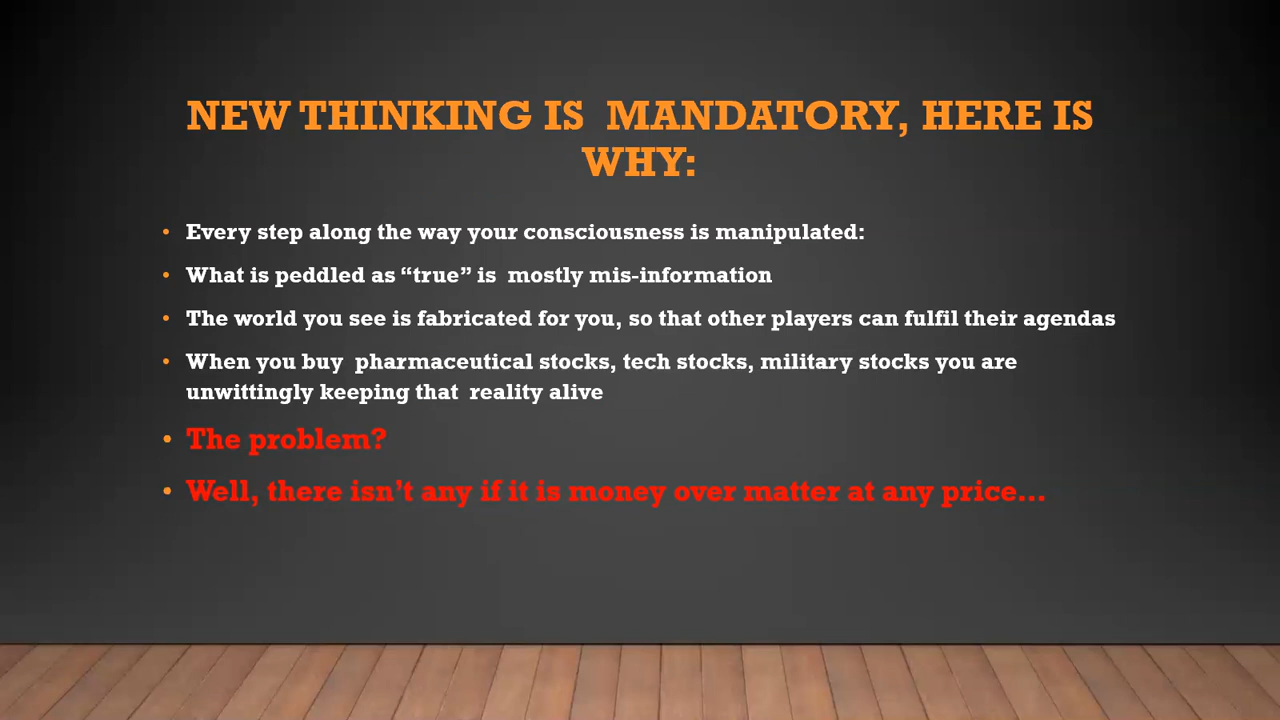 NEW THINKING IS  MANDATORY, HERE IS
WHY:
• Every step along the way your consciousness is manipulated:
• What is peddled as “true” is  mostly mis-information
• The world you see is fabricated for you, so that other players can fulfil their agendas
• When you buy  pharmaceutical stocks, tech stocks, military stocks you are
unwittingly keeping that  reality alive
• The problem?
• Well, there isn’t any if it is money over matter at any price...